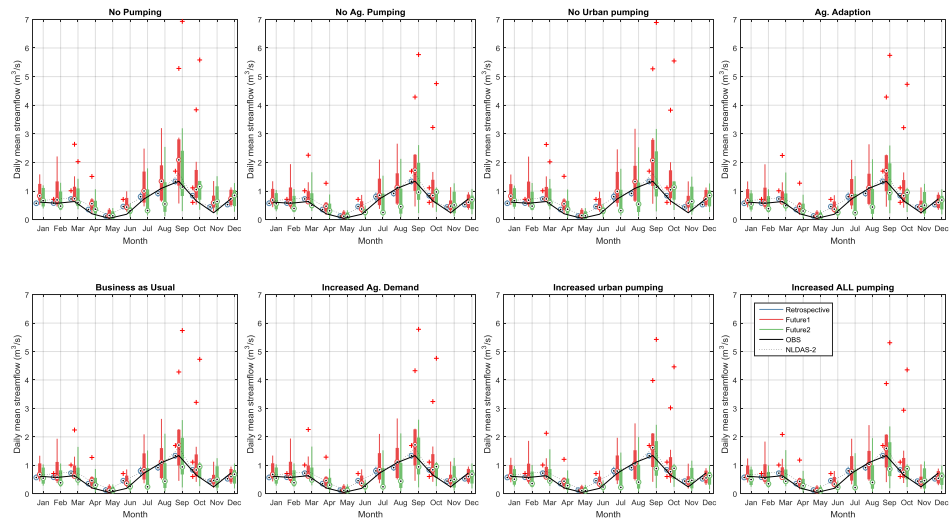 No Pumping
No Ag. Pumping
No Urban pumping
Ag. Adaption
Daily mean streamflow (m³/s)
7
6
5
4
3
2
1
0
Jan Feb Mar Apr May Jun Jul Aug Sep Oct Nov Dec
Month
Daily mean streamflow (m³/s)
7
6
5
4
3
2
1
0
Jan Feb Mar Apr May Jun Jul Aug Sep Oct Nov Dec
Month
Daily mean streamflow (m³/s)
7
6
5
4
3
2
1
0
Jan Feb Mar Apr May Jun Jul Aug Sep Oct Nov Dec
Month
Daily mean streamflow (m³/s)
7
6
5
4
3
2
1
0
Jan Feb Mar Apr May Jun Jul Aug Sep Oct Nov Dec
Month
Business as Usual
Increased Ag. Demand
Increased urban pumping
Increased ALL pumping
Daily mean streamflow (m³/s)
7
6
5
4
3
2
1
0
Jan Feb Mar Apr May Jun Jul Aug Sep Oct Nov Dec
Month
Daily mean streamflow (m³/s)
7
6
5
4
3
2
1
0
Jan Feb Mar Apr May Jun Jul Aug Sep Oct Nov Dec
Month
Daily mean streamflow (m³/s)
7
6
5
4
3
2
1
0
Jan Feb Mar Apr May Jun Jul Aug Sep Oct Nov Dec
Month
Daily mean streamflow (m³/s)
7
6
5
4
3
2
1
0
Retrospective
Future1
Future2
OBS
NLDAS-2
Jan Feb Mar Apr May Jun Jul Aug Sep Oct Nov Dec
Month